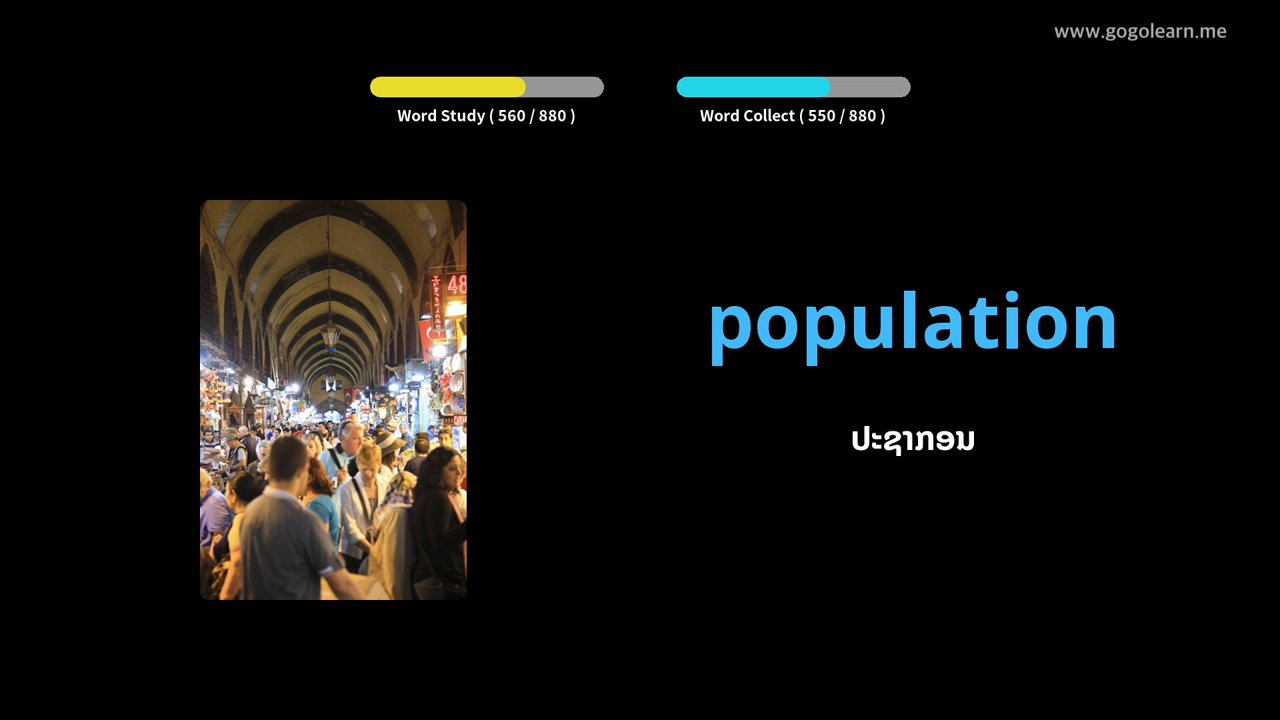 www.gogolearn.me
Word Study ( 560 / 880 )
Word Collect ( 550 / 880 )
48
population
ປະຊາກອນ